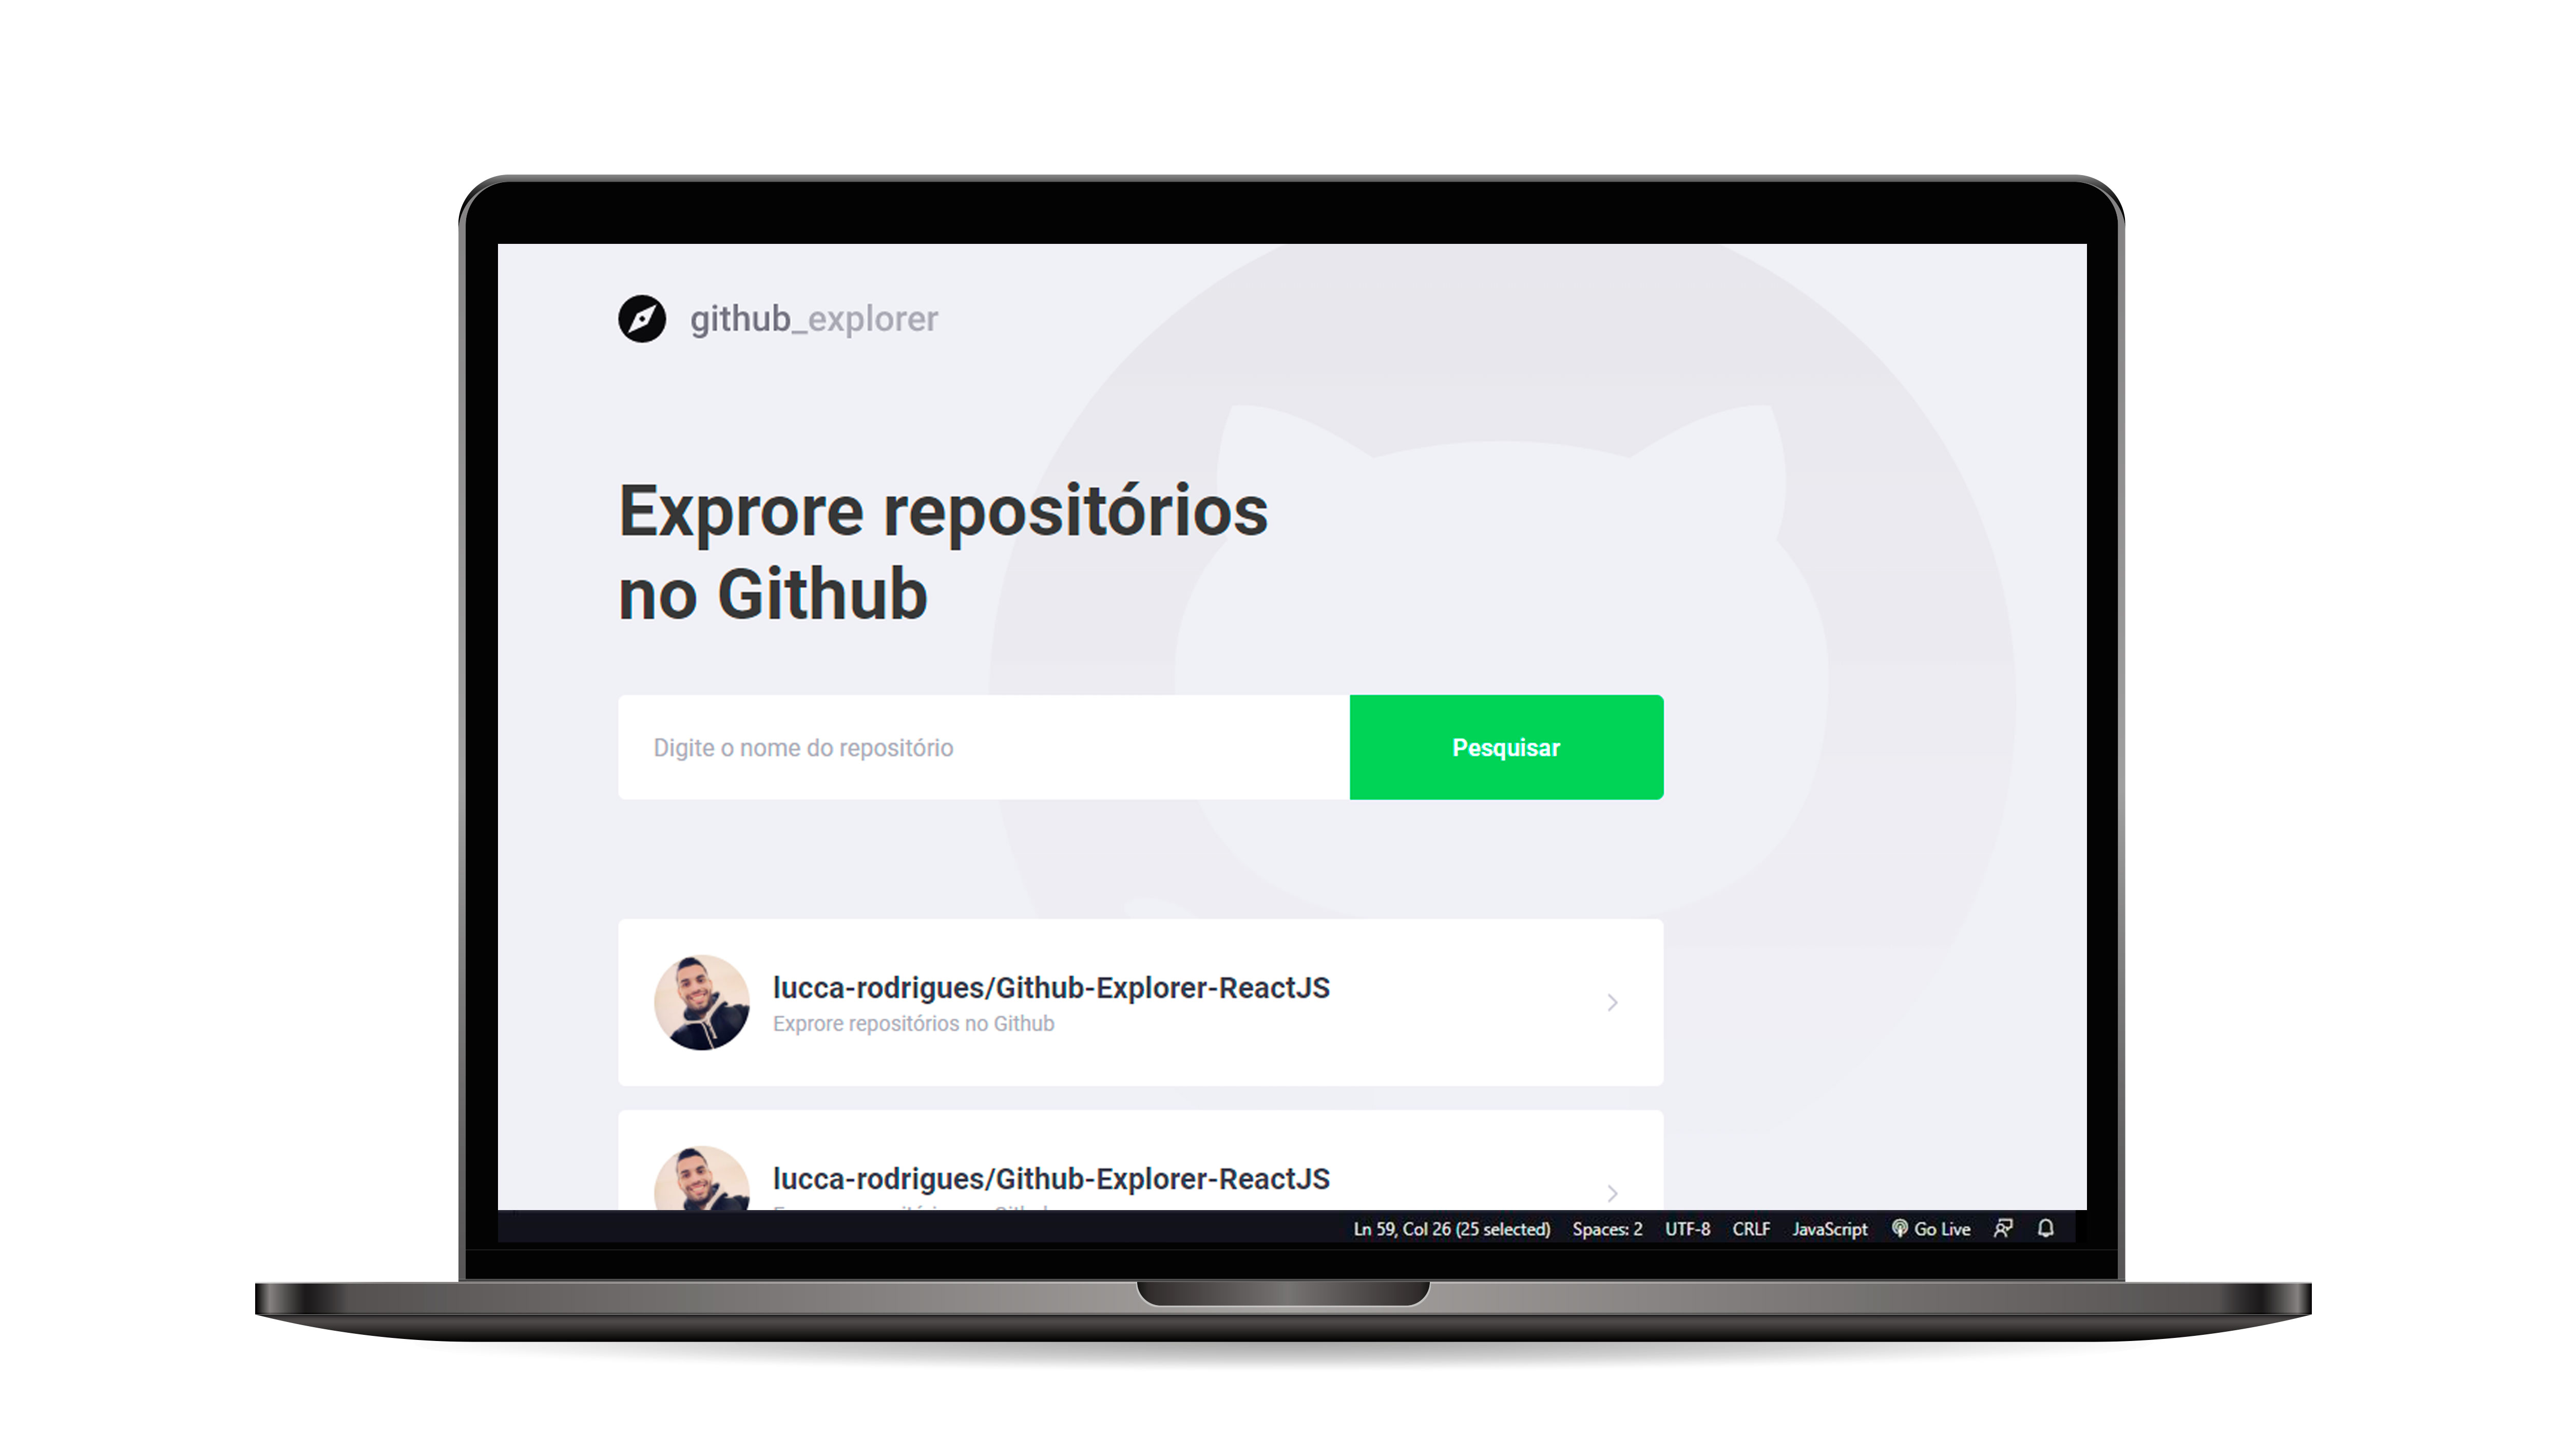 github_explorer
Exprore repositórios
no Github
Digite o nome do repositório
Pesquisar
lucca-rodrigues/Github-Explorer-ReactJS
Exprore repositórios no Github
lucca-rodrigues/Github-Explorer-ReactJS
Ln 59, Col 26 (25 selected) Spaces: 2 UTF-8 CRLF JavaScript Go Live